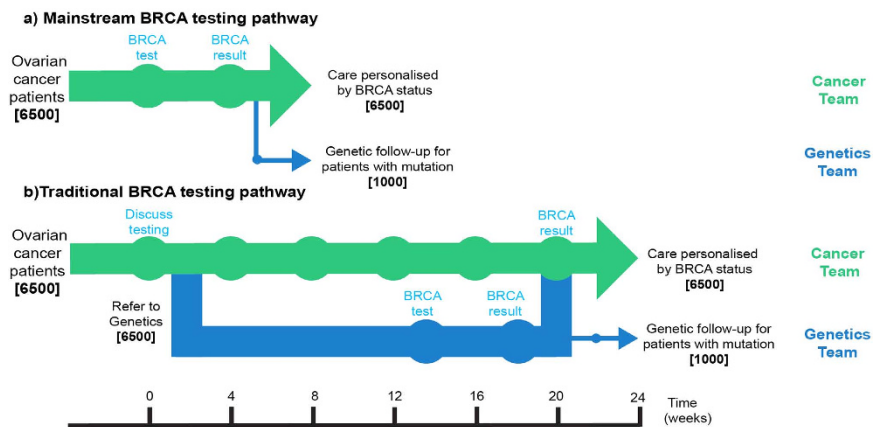 a) Mainstream BRCA testing pathway
BRCA
test
BRCA
result
Ovarian
cancer
patients
[6500]
Care personalised
by BRCA status
[6500]
Cancer
Team
Genetic follow-up for
patients with mutation
[1000]
Genetics
Team
b)Traditional BRCA testing pathway
Discuss
testing
BRCA
result
Ovarian
cancer
patients
[6500]
Care personalised
by BRCA status
[6500]
Cancer
Team
Refer to
Genetics
[6500]
BRCA
test
BRCA
result
Genetic follow-up for
patients with mutation
[1000]
Genetics
Team
0 4 8 12 16 20 24
Time
(weeks)